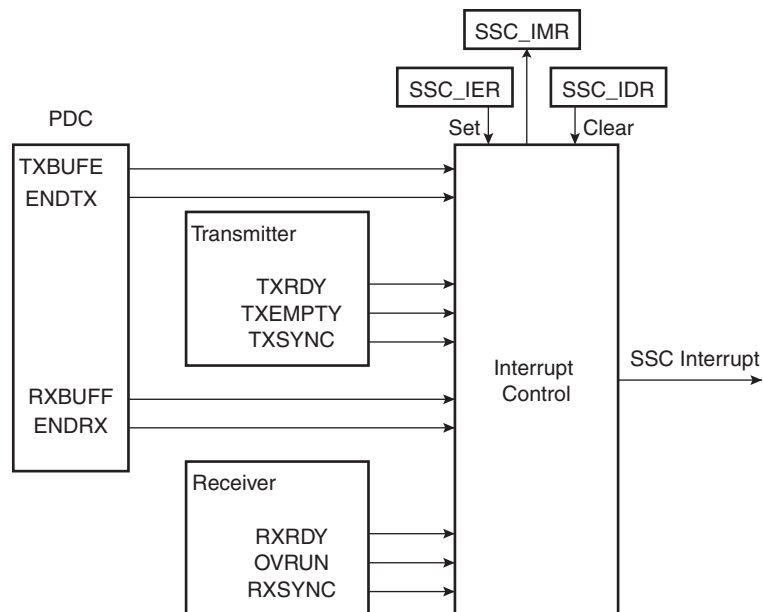 SSC_IMR
SSC_IER
SSC_IDR
Set
Clear
PDC
TXBUFE
ENDTX
Transmitter
TXRDY
TXEMPTY
TXSYNC
RXBUFF
ENDRX
Receiver
RXRDY
OVRUN
RXSYNC
Interrupt
Control
SSC Interrupt